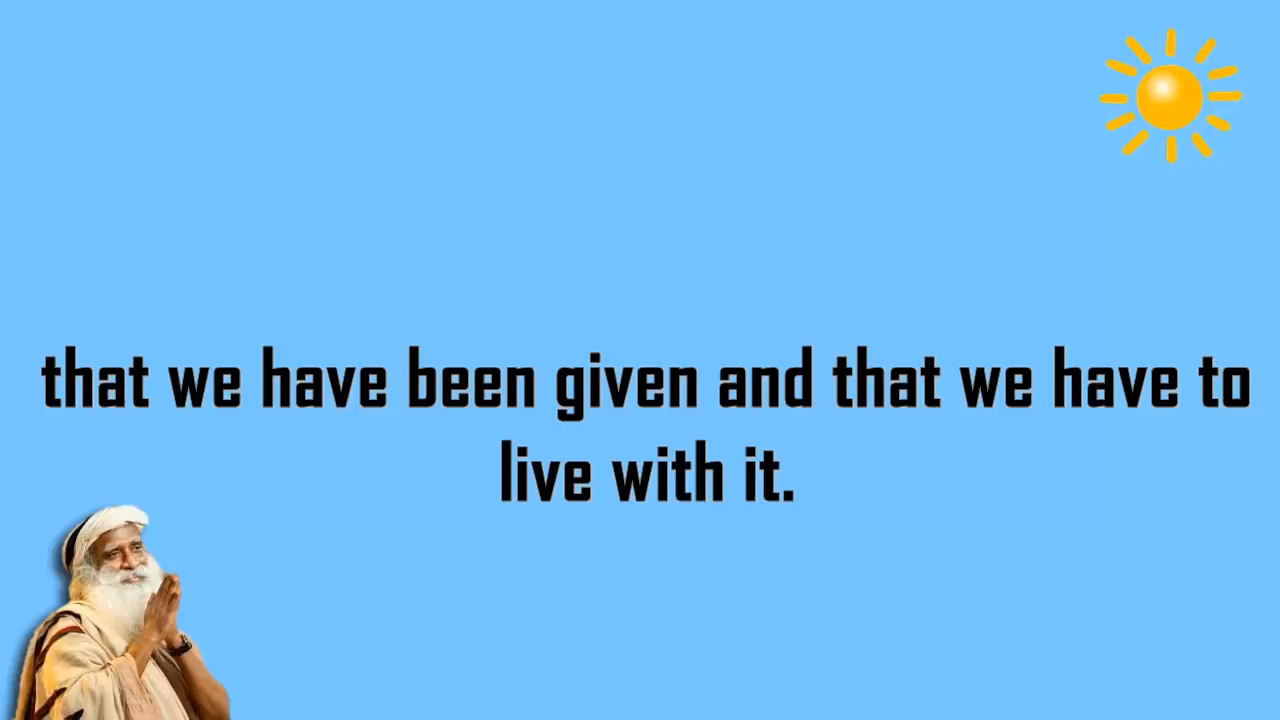 that we have been given and that we have to
live with it.